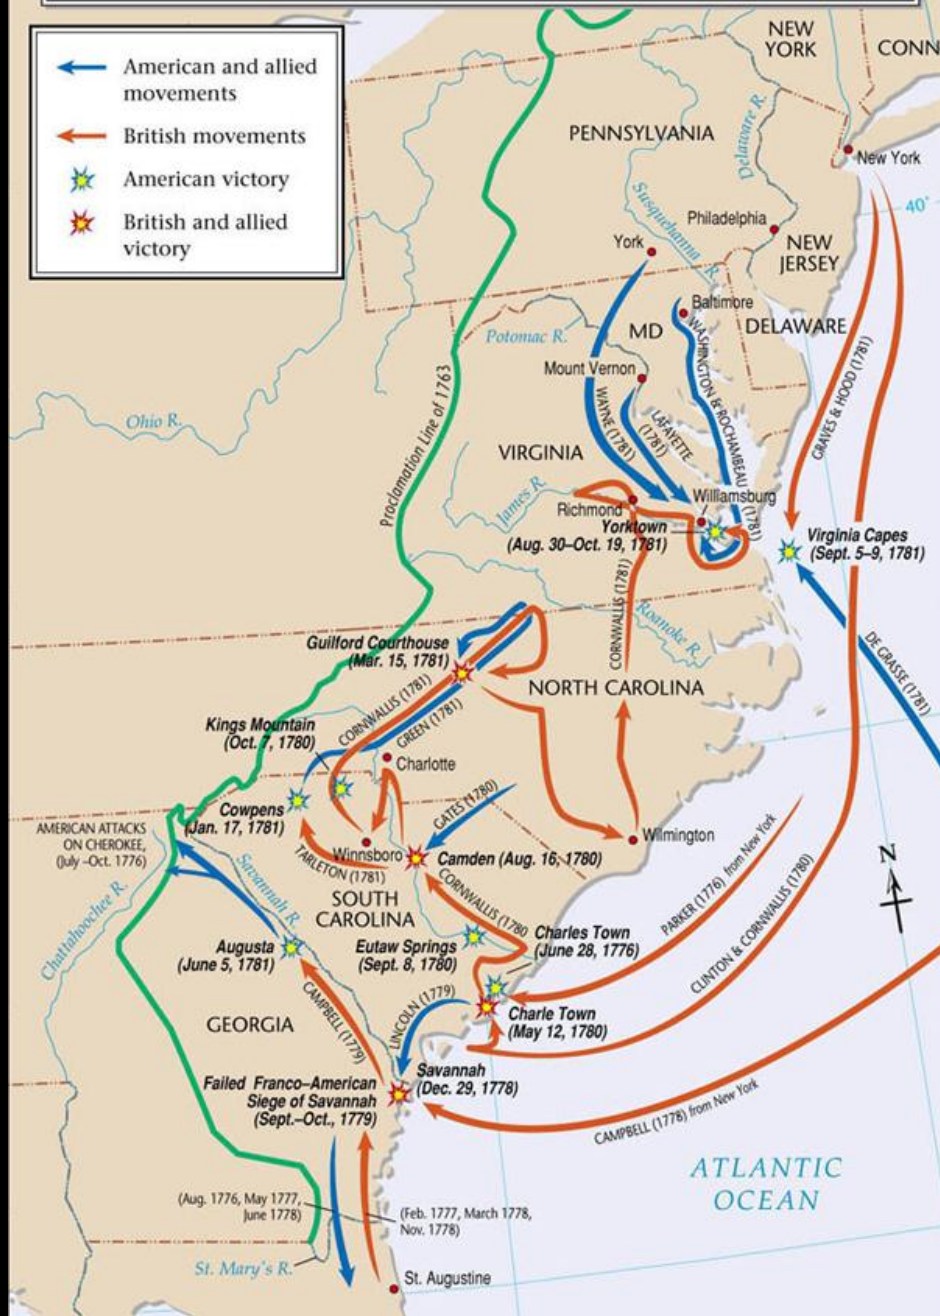 American and allied
movements
British movements
American victory
British and allied
victory
NEW
YORK
CONN
PENNSYLVANIA
Delaware R.
New York
Susquehanna R.
40°
Philadelphia
York
NEW
JERSEY
Baltimore
Potomac R.
MD
DELAWARE
WASHINGTON & ROCHAMBEAU (1781)
GRAVES & HOOD (1781)
Mount Vernon
Ohio R.
Proclamation Line of 1763
WAYNE (1781)
LAFAYETTE
(1781)
VIRGINIA
James R.
Williamsburg
Richmond
Yorktown
(Aug. 30–Oct. 19, 1781)
Virginia Capes
(Sept. 5–9, 1781)
CORNWALLIS (1781)
Roanoke R.
DE GRASSE (1781)
Guilford Courthouse
(Mar. 15, 1781)
NORTH CAROLINA
CORNWALLIS (1781)
GREEN (1781)
Kings Mountain
(Oct. 7, 1780)
Charlotte
Cowpens
(Jan. 17, 1781)
GATES (1780)
AMERICAN ATTACKS
ON CHEROKEE,
(July –Oct. 1776)
Wilmington
Winnsboro
Camden (Aug. 16, 1780)
TARLETON (1781)
Savannah R.
SOUTH
CAROLINA
CORNWALLIS (1780
PARKER (1776) from New York
N
Chattahoochee R.
CLINTON & CORNWALLIS (1780)
Augusta
(June 5, 1781)
Eutaw Springs
(Sept. 8, 1780)
Charles Town
(June 28, 1776)
LINCOLN (1779)
CAMPBELL (1779)
GEORGIA
Charle Town
(May 12, 1780)
Savannah
(Dec. 29, 1778)
Failed Franco–American
Siege of Savannah
(Sept.–Oct., 1779)
CAMPBELL (1778) from New York
ATLANTIC
OCEAN
(Aug. 1776, May 1777,
June 1778)
(Feb. 1777, March 1778,
Nov. 1778)
St. Mary's R.
St. Augustine